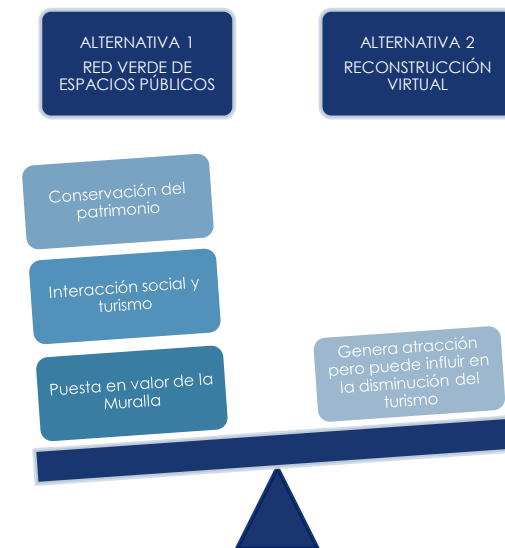 ALTERNATIVA 1
RED VERDE DE
ESPACIOS PÚBLICOS
ALTERNATIVA 2
RECONSTRUCCIÓN
VIRTUAL
Conservación del
patrimonio
Interacción social y
turismo
Puesta en valor de la
Muralla
Genera atracción
pero puede influir en
la disminución del
turismo